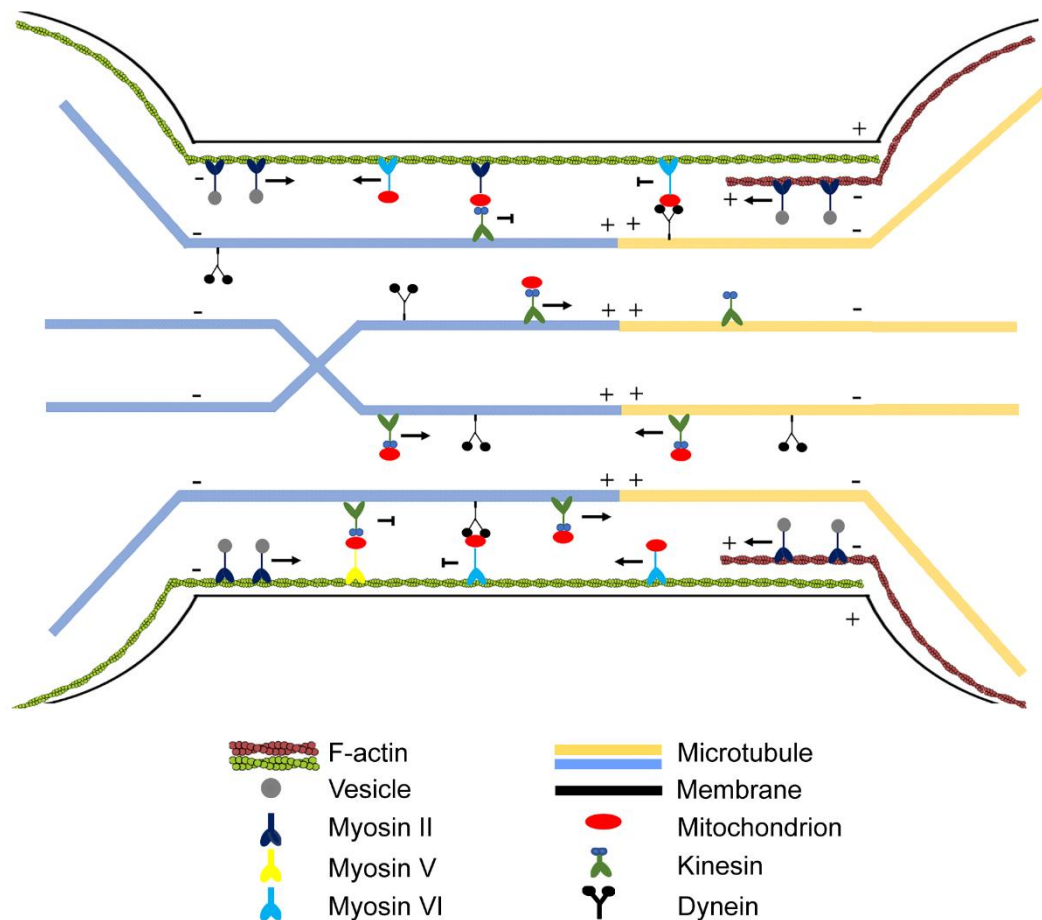 +
- + -
- + + -
- + + -
- + + -
- + + -
- + -
+
F-actin Microtubule
Vesicle Membrane
Myosin II Mitochondrion
Myosin V Kinesin
Myosin VI Dynein